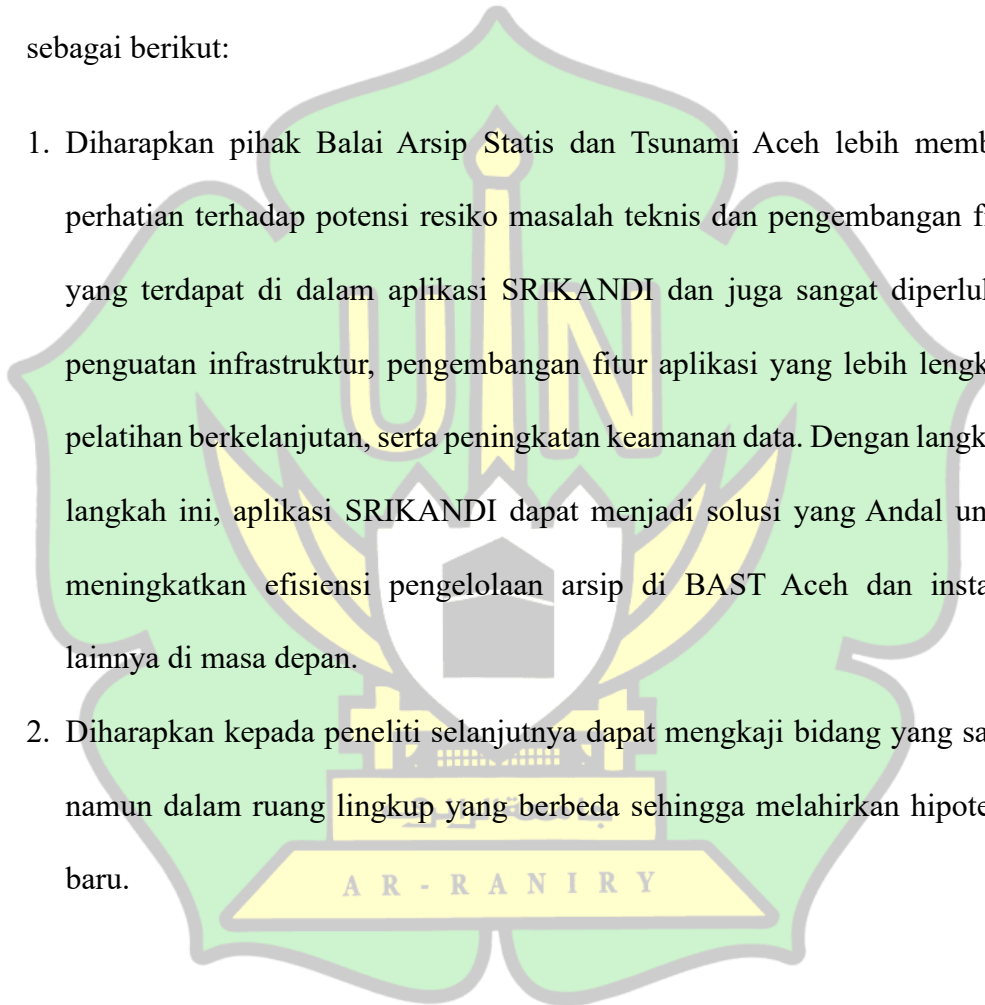 sebagai berikut:
1. Diharapkan pihak Balai Arsip Statis dan Tsunami Aceh lebih memb
perhatian terhadap potensi resiko masalah teknis dan pengembangan f
yang terdapat di dalam aplikasi SRIKANDI dan juga sangat diperlu
penguatan infrastruktur, pengembangan fitur aplikasi yang lebih lengk
pelatihan berkelanjutan, serta peningkatan keamanan data. Dengan langk
langkah ini, aplikasi SRIKANDI dapat menjadi solusi yang Andal un
meningkatkan efisiensi pengelolaan arsip di BAST Aceh dan insta
lainnya di masa depan.
2. Diharapkan kepada peneliti selanjutnya dapat mengkaji bidang yang sa
namun dalam ruang lingkup yang berbeda sehingga melahirkan hipote
baru.
UIN
جامعة الرانري
AR-RANIRY